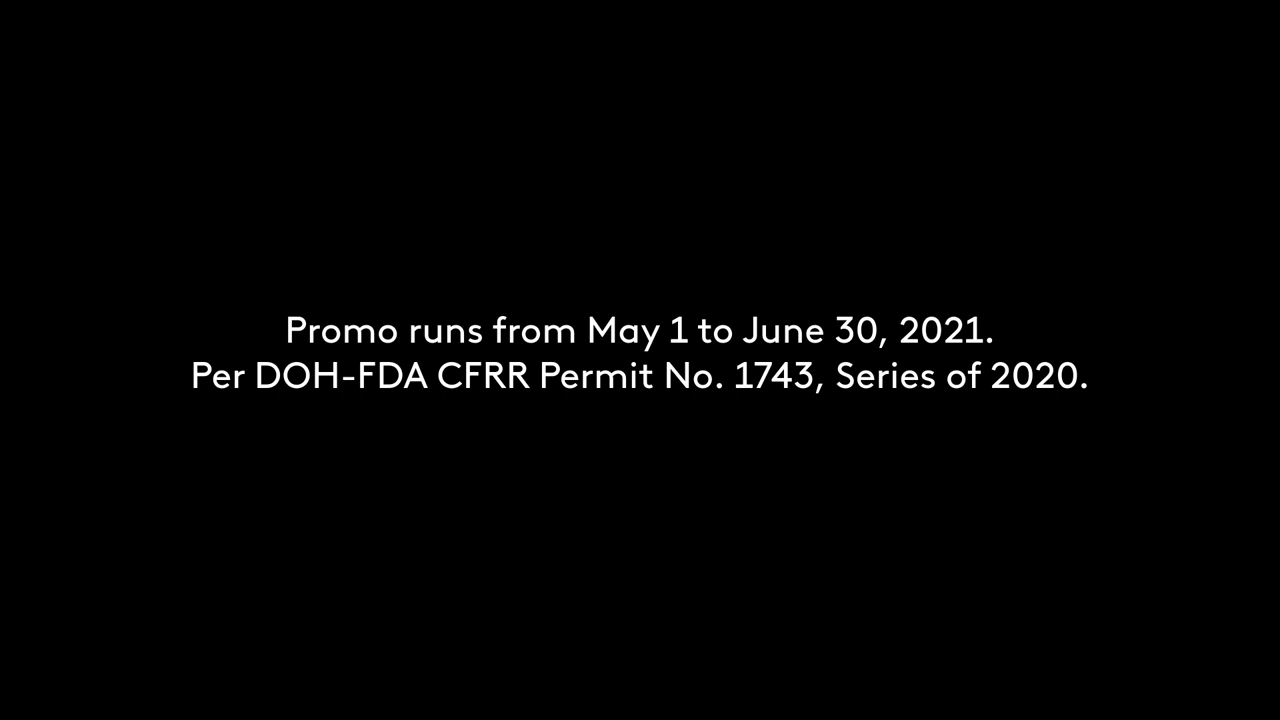 Promo runs from May 1 to June 30, 2021.
Per DOH-FDA CFRR Permit No. 1743, Series of 2020.